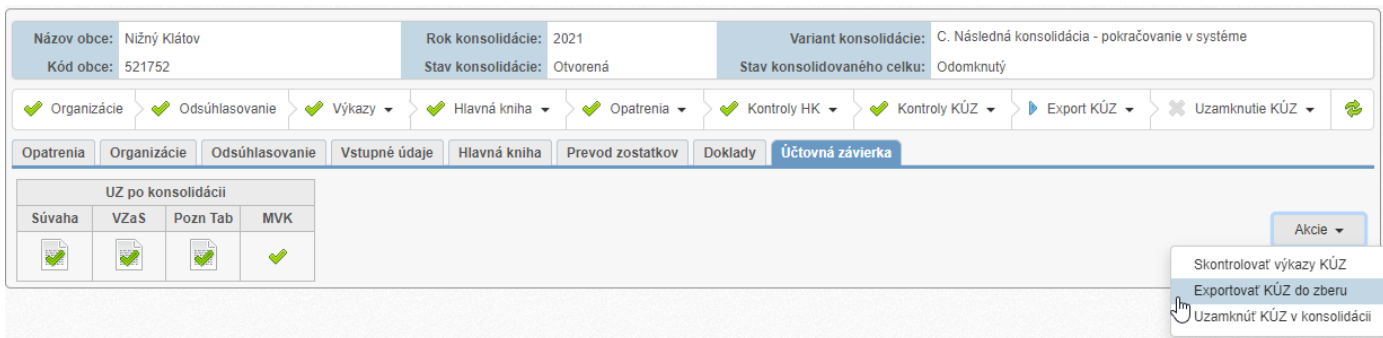 Názov obce: Nižný Klátov Rok konsolidácie: 2021 Variant konsolidácie: C. Následná konsolidácia - pokračovanie v systéme
Kód obce: 521752 Stav konsolidácie: Otvorená Stav konsolidovaného celku: Odomknutý
Organizácie Odsúhlasovanie Výkazy Hlavná kniha Opatrenia Kontroly HK Kontroly KÚZ Export KÚZ Uzamknutie KÚZ
Opatrenia Organizácie Odsúhlasovanie Vstupné údaje Hlavná kniha Prevod zostatkov Doklady Účtovná závierka
UZ po konsolidácii
Súvaha VZaS Pozn Tab MVK
Akcie
Skontrolovať výkazy KÚZ
Exportovať KÚZ do zberu
Uzamknúť KÚZ v konsolidácii